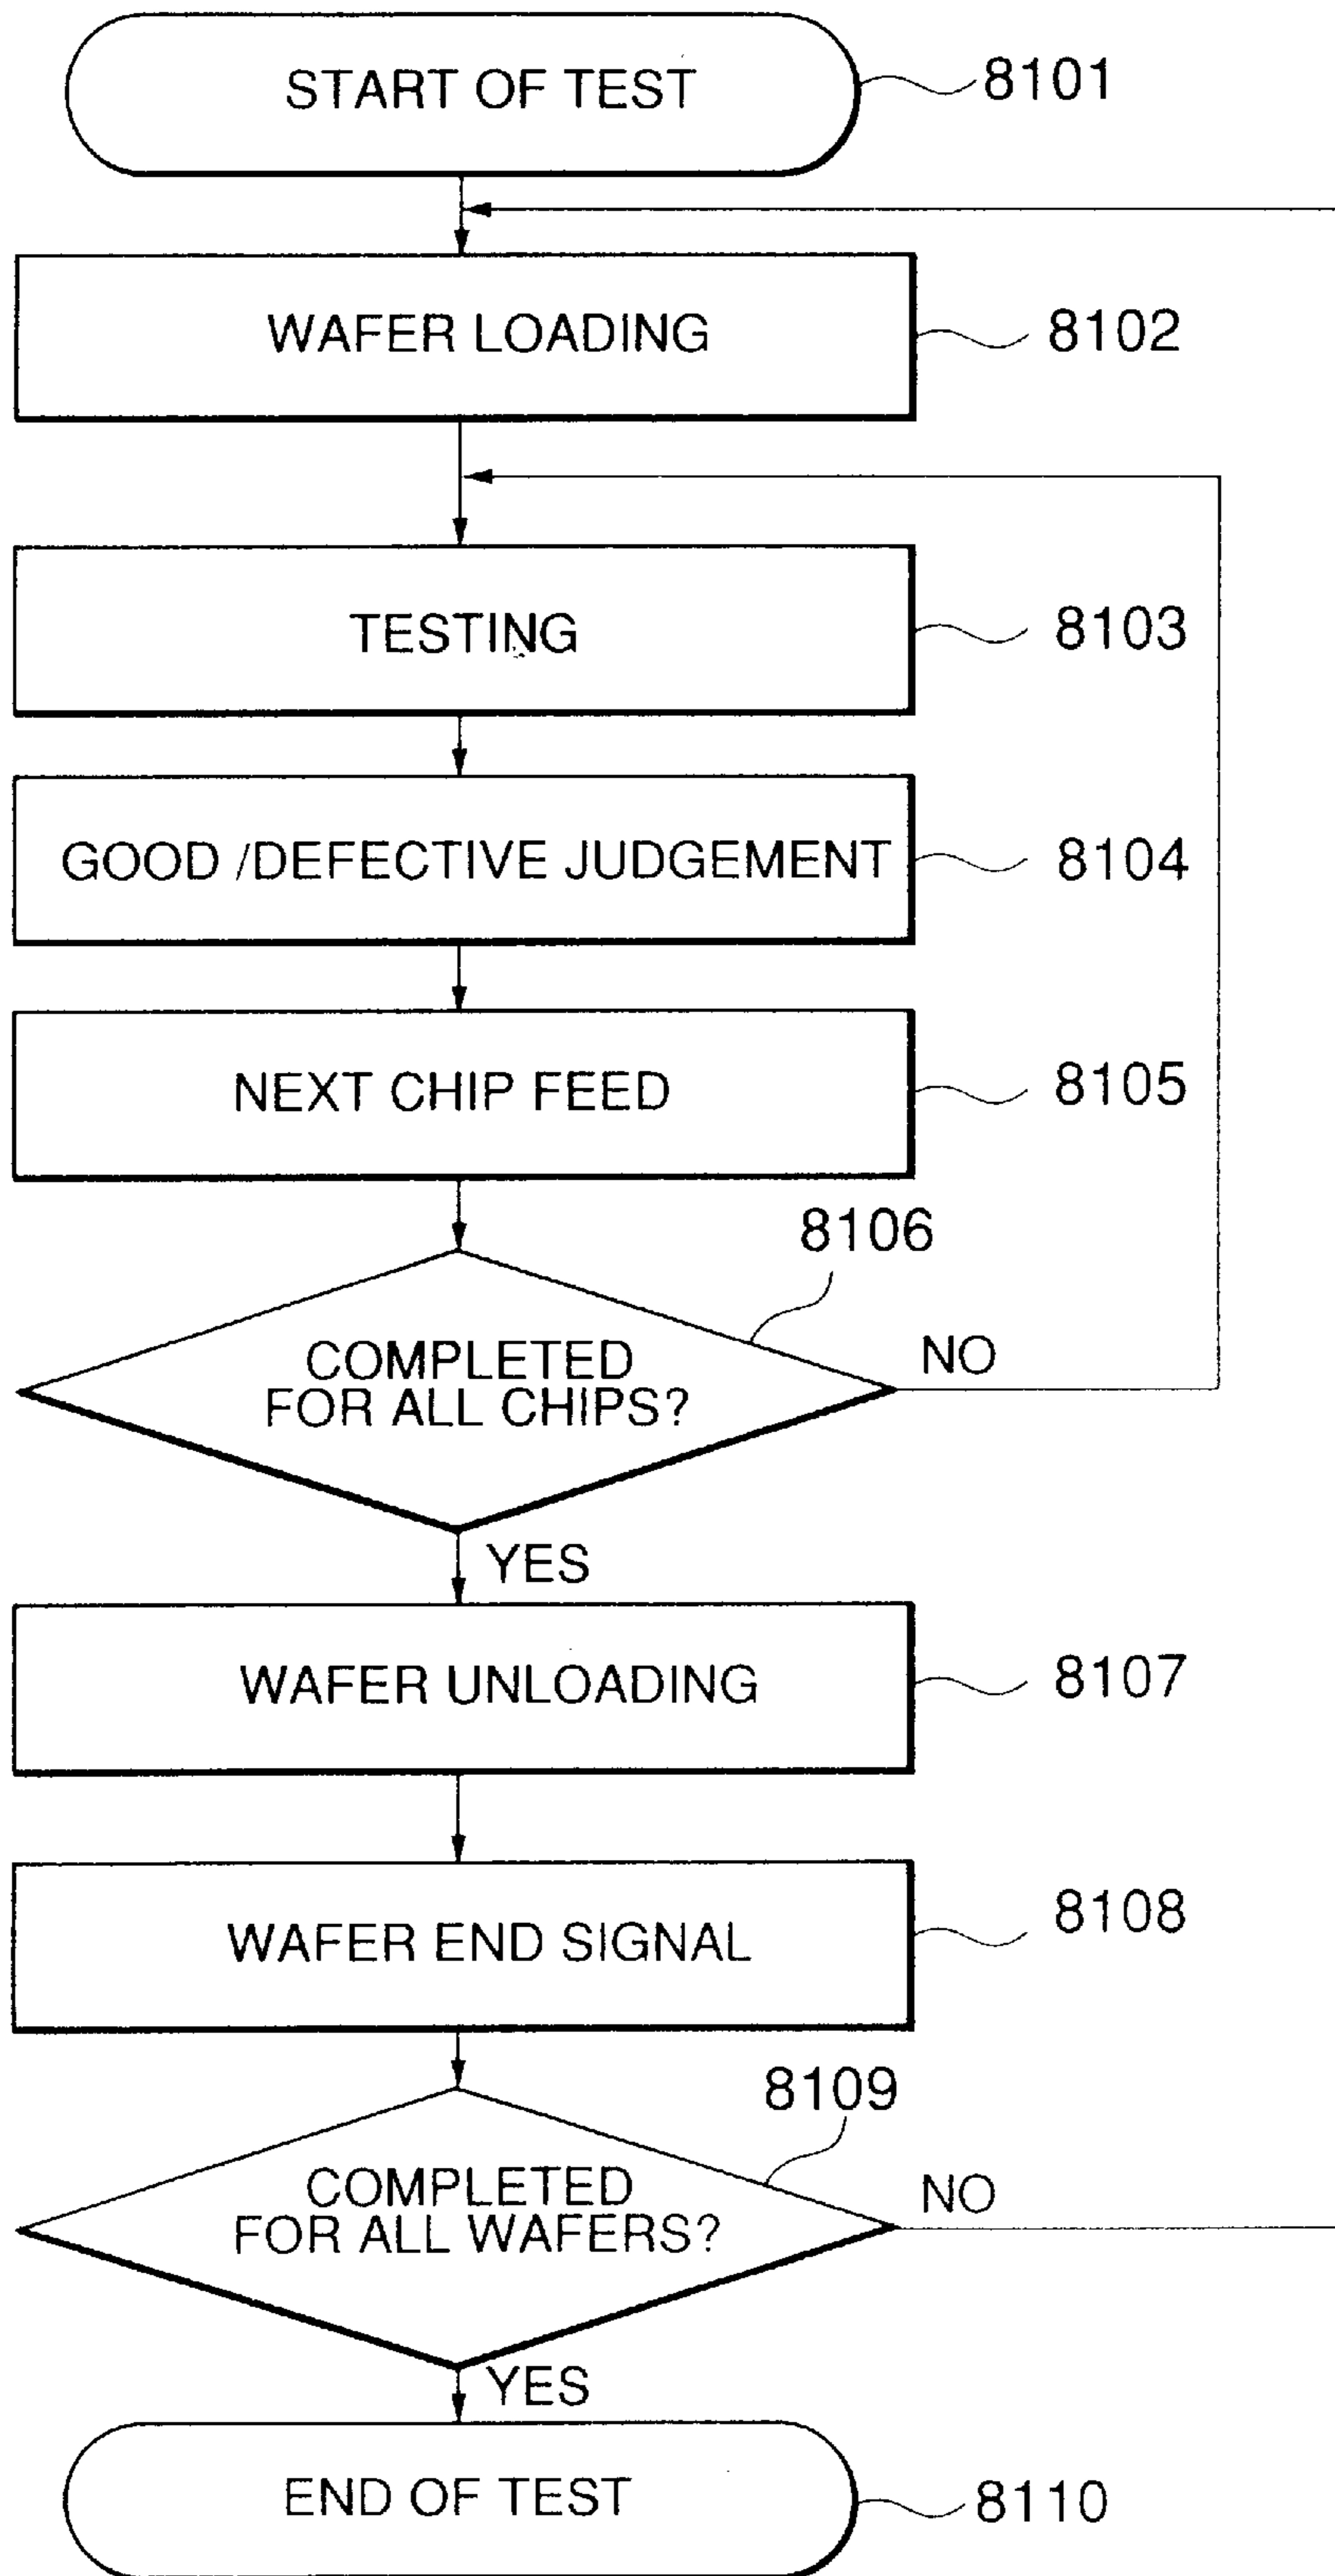 START OF TEST
8101
WAFER LOADING
8102
TESTING
8103
GOOD /DEFECTIVE JUDGEMENT
8104
NEXT CHIP FEED
8105
8106
COMPLETED
FOR ALL CHIPS?
NO
YES
WAFER UNLOADING
8107
WAFER END SIGNAL
8108
8109
COMPLETED
FOR ALL WAFERS?
NO
YES
END OF TEST
8110